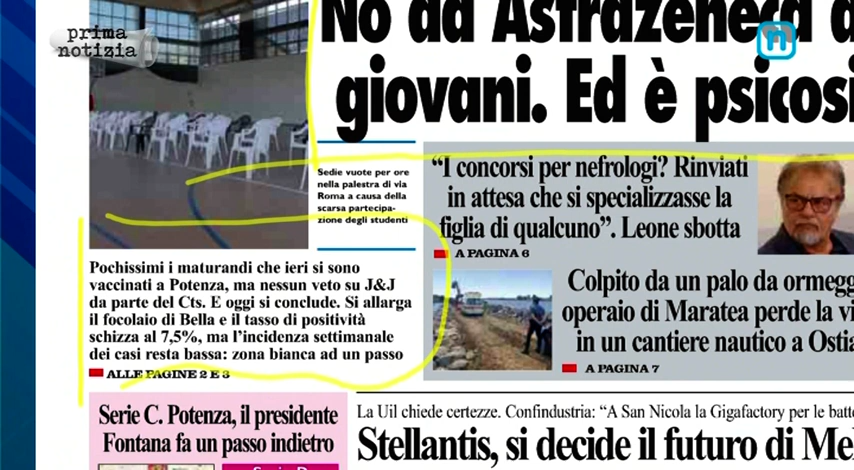 prima
notizia
n
No da Astrazeneca
giovani. Ed è psicosi
Sedie vuote per ore
nella palestra di via
Roma a causa della
scarsa partecipa-
zione degli studenti
“I concorsi per nefrologi? Rinviati
in attesa che si specializzasse la
figlia di qualcuno”. Leone sbotta
A PAGINA 6
Pochissimi i maturandi che ieri si sono
vaccinati a Potenza, ma nessun veto su J&J
da parte del Cts. E oggi si conclude. Si allarga
il focolaio di Bella e il tasso di positività
schizza al 7,5%, ma l’incidenza settimanale
dei casi resta bassa: zona bianca ad un passo
ALLE PAGINE 2 E 3
Colpito da un palo da ormegg
operaio di Maratea perde la vi
in un cantiere nautico a Ostia
A PAGINA 7
Serie C. Potenza, il presidente
Fontana fa un passo indietro
La Uil chiede certezze. Confindustria: “A San Nicola la Gigafactory per le batte
Stellantis, si decide il futuro di Me
Serie D